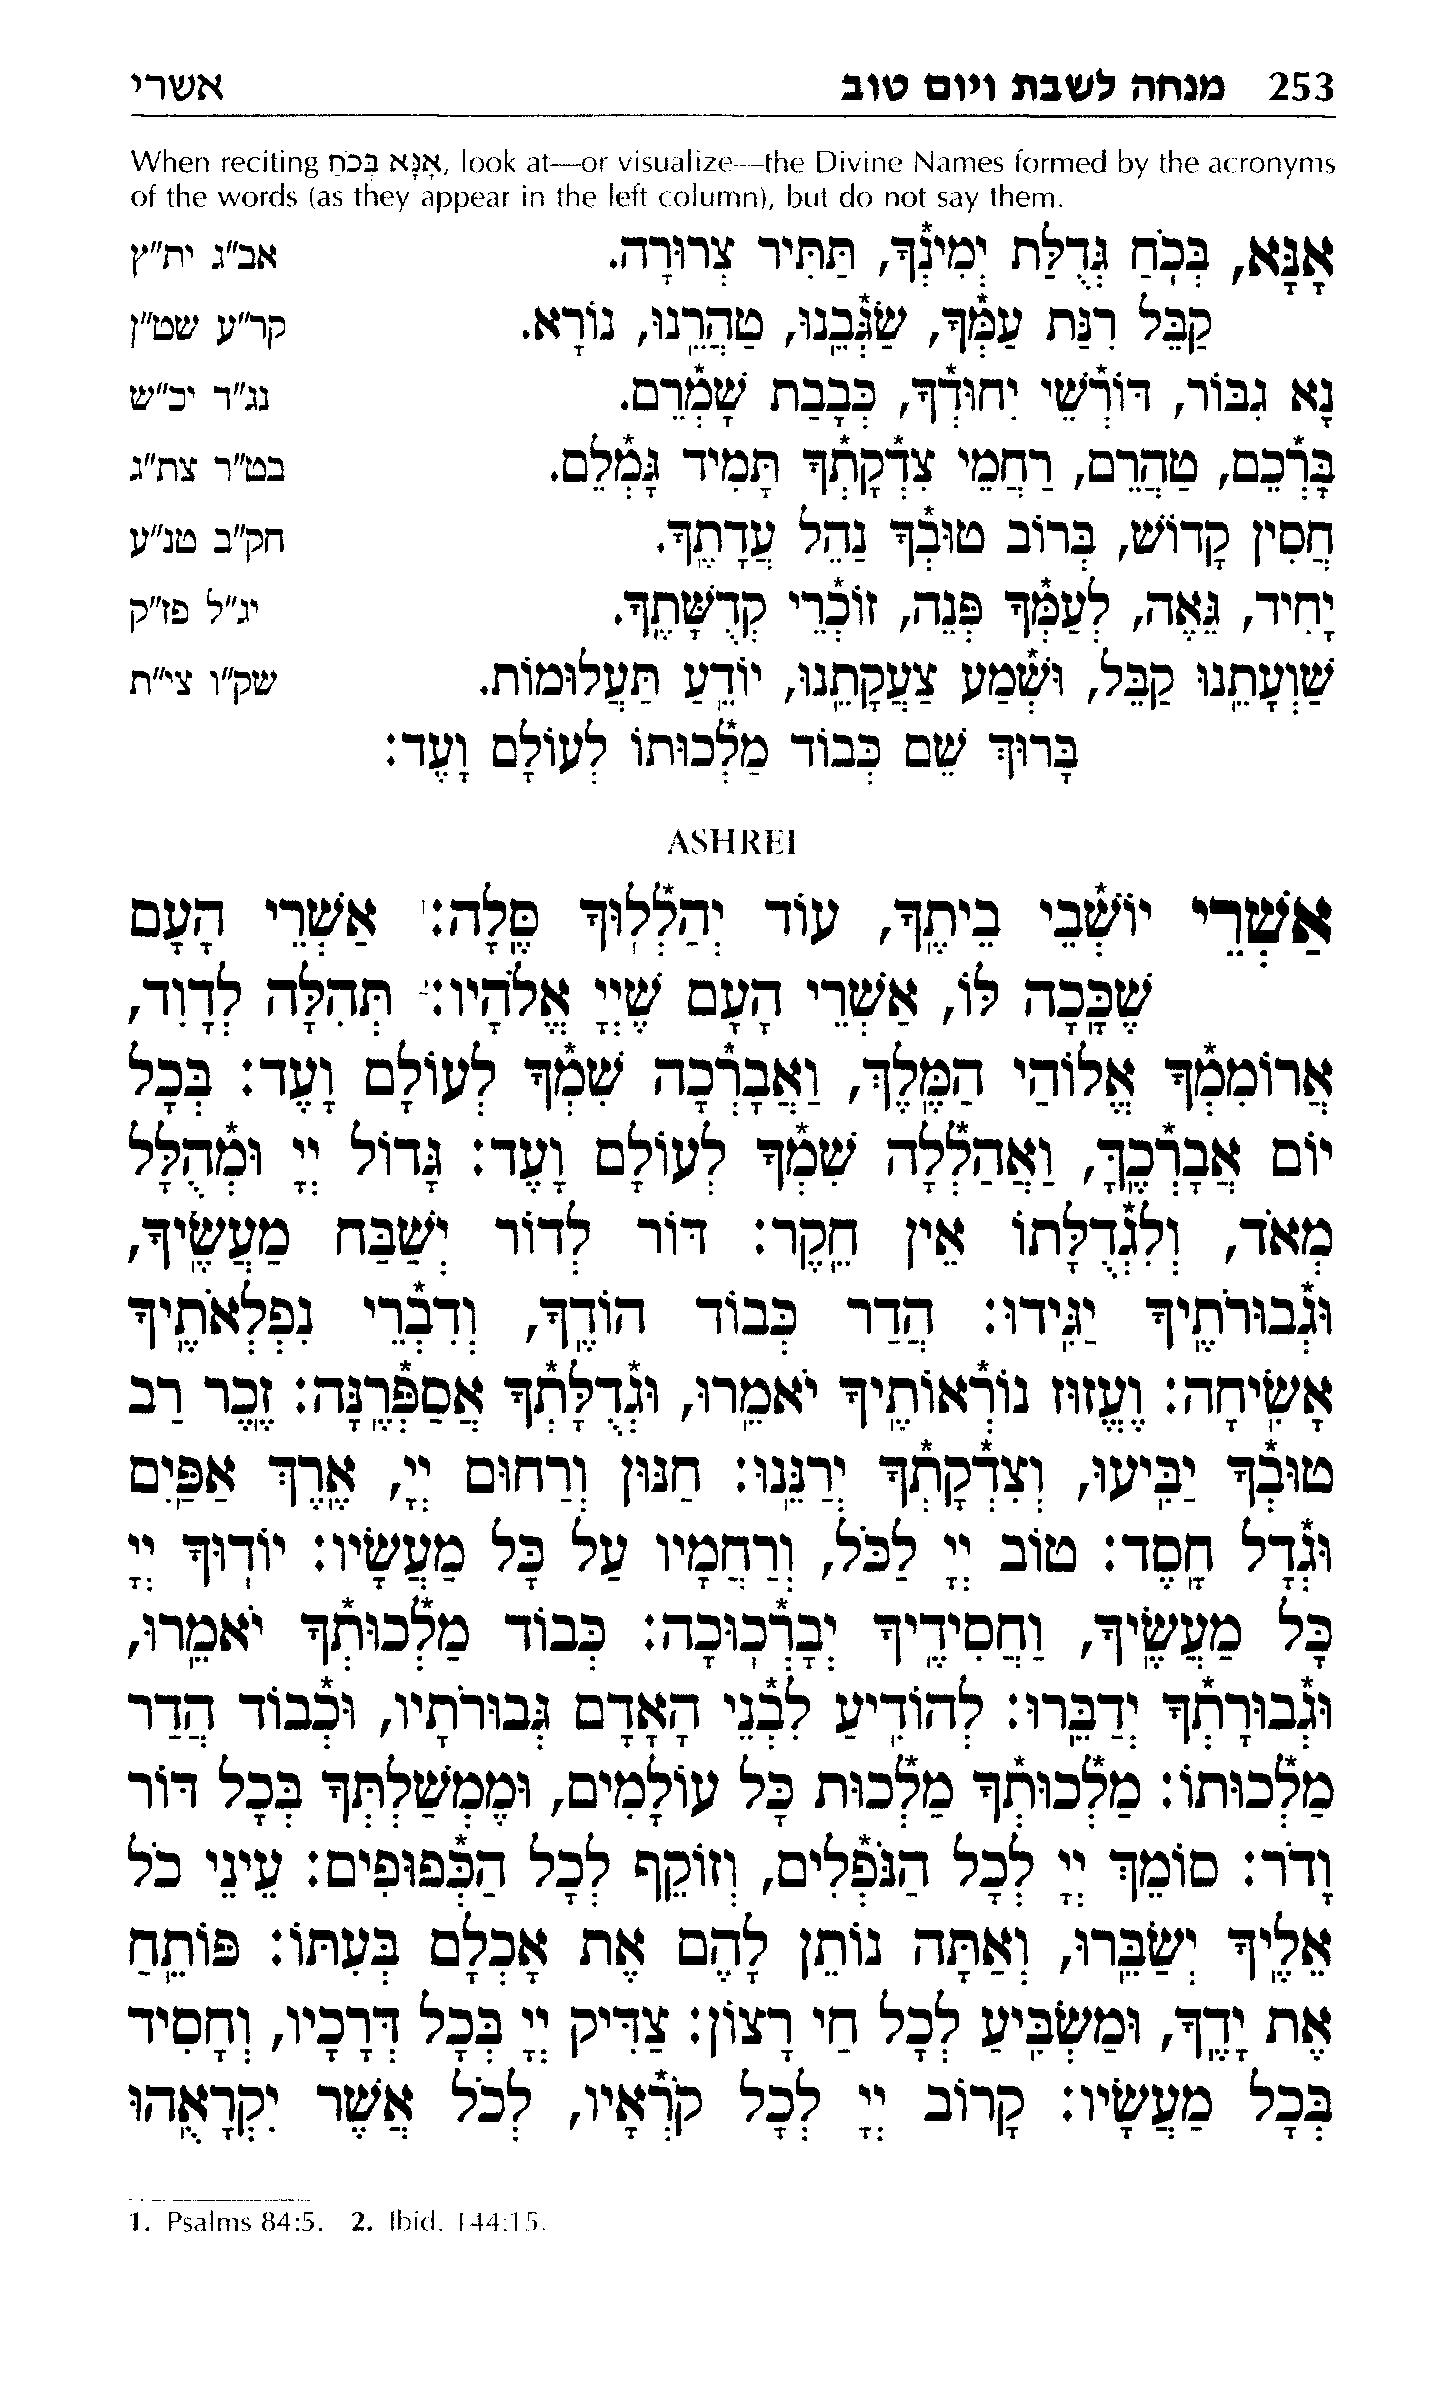 253 מנחה לשבת ויום טוב אשרי
When reciting אָנָּא בְּכֹחַ, look at—or visualize—the Divine Names formed by the acronyms
of the words (as they appear in the left column), but do not say them.
אָנָּא, בְּכֹחַ גְּדֻלַּת יְמִינְךָ, תַּתִּיר צְרוּרָה. אב"ג ית"ץ
קַבֵּל רִנַּת עַמְּךָ, שַׂגְּבֵנוּ, טַהֲרֵנוּ, נוֹרָא. קר"ע שט"ן
נָא גִבּוֹר, דּוֹרְשֵׁי יִחוּדְךָ, כְּבָבַת שָׁמְרֵם. נג"ד יכ"ש
בָּרְכֵם, טַהֲרֵם, רַחֲמֵי צִדְקָתְךָ תָּמִיד גָּמְלֵם. בט"ר צת"ג
חֲסִין קָדוֹשׁ, בְּרוֹב טוּבְךָ נַהֵל עֲדָתֶךָ. חק"ב טנ"ע
יָחִיד, גֵּאֶה, לְעַמְּךָ פְּנֵה, זוֹכְרֵי קְדֻשָּׁתֶךָ. יג"ל פז"ק
שַׁוְעָתֵנוּ קַבֵּל, וּשְׁמַע צַעֲקָתֵנוּ, יוֹדֵעַ תַּעֲלוּמוֹת. שק"ו צי"ת
בָּרוּךְ שֵׁם כְּבוֹד מַלְכוּתוֹ לְעוֹלָם וָעֶד:
ASHREI
אַשְׁרֵי יוֹשְׁבֵי בֵיתֶךָ, עוֹד יְהַלְלוּךָ סֶּלָה:¹ אַשְׁרֵי הָעָם
שֶׁכָּכָה לּוֹ, אַשְׁרֵי הָעָם שֶׁיְיָ אֱלֹהָיו:² תְּהִלָּה לְדָוִד,
אֲרוֹמִמְךָ אֱלוֹהַי הַמֶּלֶךְ, וַאֲבָרְכָה שִׁמְךָ לְעוֹלָם וָעֶד: בְּכָל
יוֹם אֲבָרְכֶךָּ, וַאֲהַלְלָה שִׁמְךָ לְעוֹלָם וָעֶד: גָּדוֹל יְיָ וּמְהֻלָּל
מְאֹד, וְלִגְדֻלָּתוֹ אֵין חֵקֶר: דּוֹר לְדוֹר יְשַׁבַּח מַעֲשֶׂיךָ,
וּגְבוּרֹתֶיךָ יַגִּידוּ: הֲדַר כְּבוֹד הוֹדֶךָ, וְדִבְרֵי נִפְלְאֹתֶיךָ
אָשִׂיחָה: וֶעֱזוּז נוֹרְאוֹתֶיךָ יֹאמֵרוּ, וּגְדֻלָּתְךָ אֲסַפְּרֶנָּה: זֵכֶר רַב
טוּבְךָ יַבִּיעוּ, וְצִדְקָתְךָ יְרַנֵּנוּ: חַנּוּן וְרַחוּם יְיָ, אֶרֶךְ אַפַּיִם
וּגְדָל חָסֶד: טוֹב יְיָ לַכֹּל, וְרַחֲמָיו עַל כָּל מַעֲשָׂיו: יוֹדוּךָ יְיָ
כָּל מַעֲשֶׂיךָ, וַחֲסִידֶיךָ יְבָרְכוּכָה: כְּבוֹד מַלְכוּתְךָ יֹאמֵרוּ,
וּגְבוּרָתְךָ יְדַבֵּרוּ: לְהוֹדִיעַ לִבְנֵי הָאָדָם גְּבוּרֹתָיו, וּכְבוֹד הֲדַר
מַלְכוּתוֹ: מַלְכוּתְךָ מַלְכוּת כָּל עוֹלָמִים, וּמֶמְשַׁלְתְּךָ בְּכָל דּוֹר
וָדֹר: סוֹמֵךְ יְיָ לְכָל הַנֹּפְלִים, וְזוֹקֵף לְכָל הַכְּפוּפִים: עֵינֵי כֹל
אֵלֶיךָ יְשַׂבֵּרוּ, וְאַתָּה נוֹתֵן לָהֶם אֶת אָכְלָם בְּעִתּוֹ: פּוֹתֵחַ
אֶת יָדֶךָ, וּמַשְׂבִּיעַ לְכָל חַי רָצוֹן: צַדִּיק יְיָ בְּכָל דְּרָכָיו, וְחָסִיד
בְּכָל מַעֲשָׂיו: קָרוֹב יְיָ לְכָל קֹרְאָיו, לְכֹל אֲשֶׁר יִקְרָאֻהוּ
1. Psalms 84:5. 2. Ibid. 144:15.